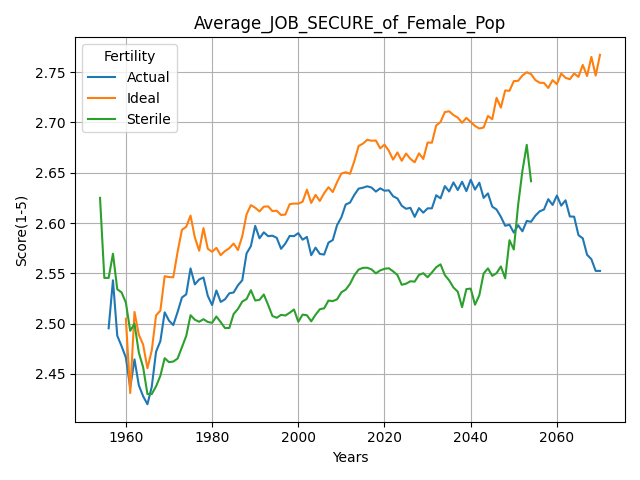 Average_JOB_SECURE_of_Female_Pop
Fertility
Actual
Ideal
Sterile
Score(1-5)
2.75
2.70
2.65
2.60
2.55
2.50
2.45
1960 1980 2000 2020 2040 2060
Years